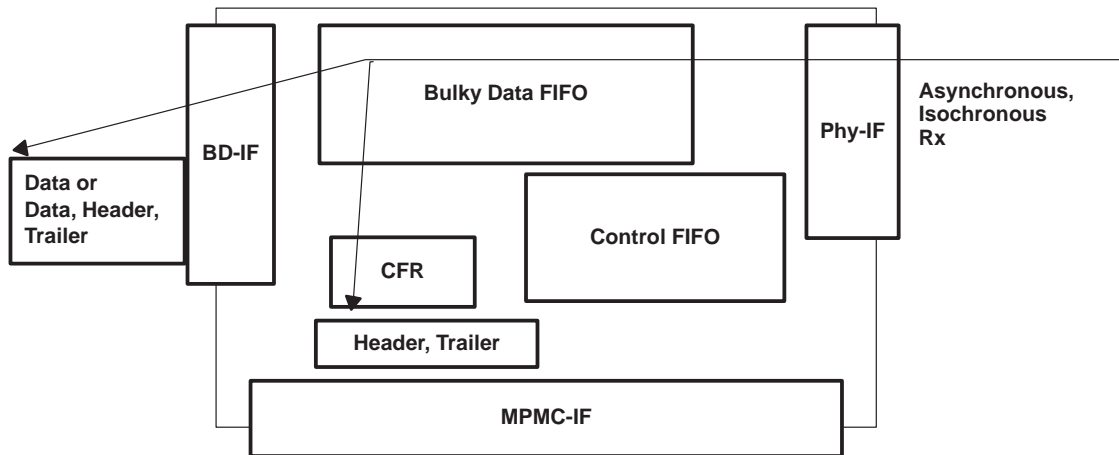 Bulky Data FIFO
Asynchronous,
Isochronous
Rx
Phy-IF
BD-IF
Data or
Data, Header,
Trailer
Control FIFO
CFR
Header, Trailer
MPMC-IF